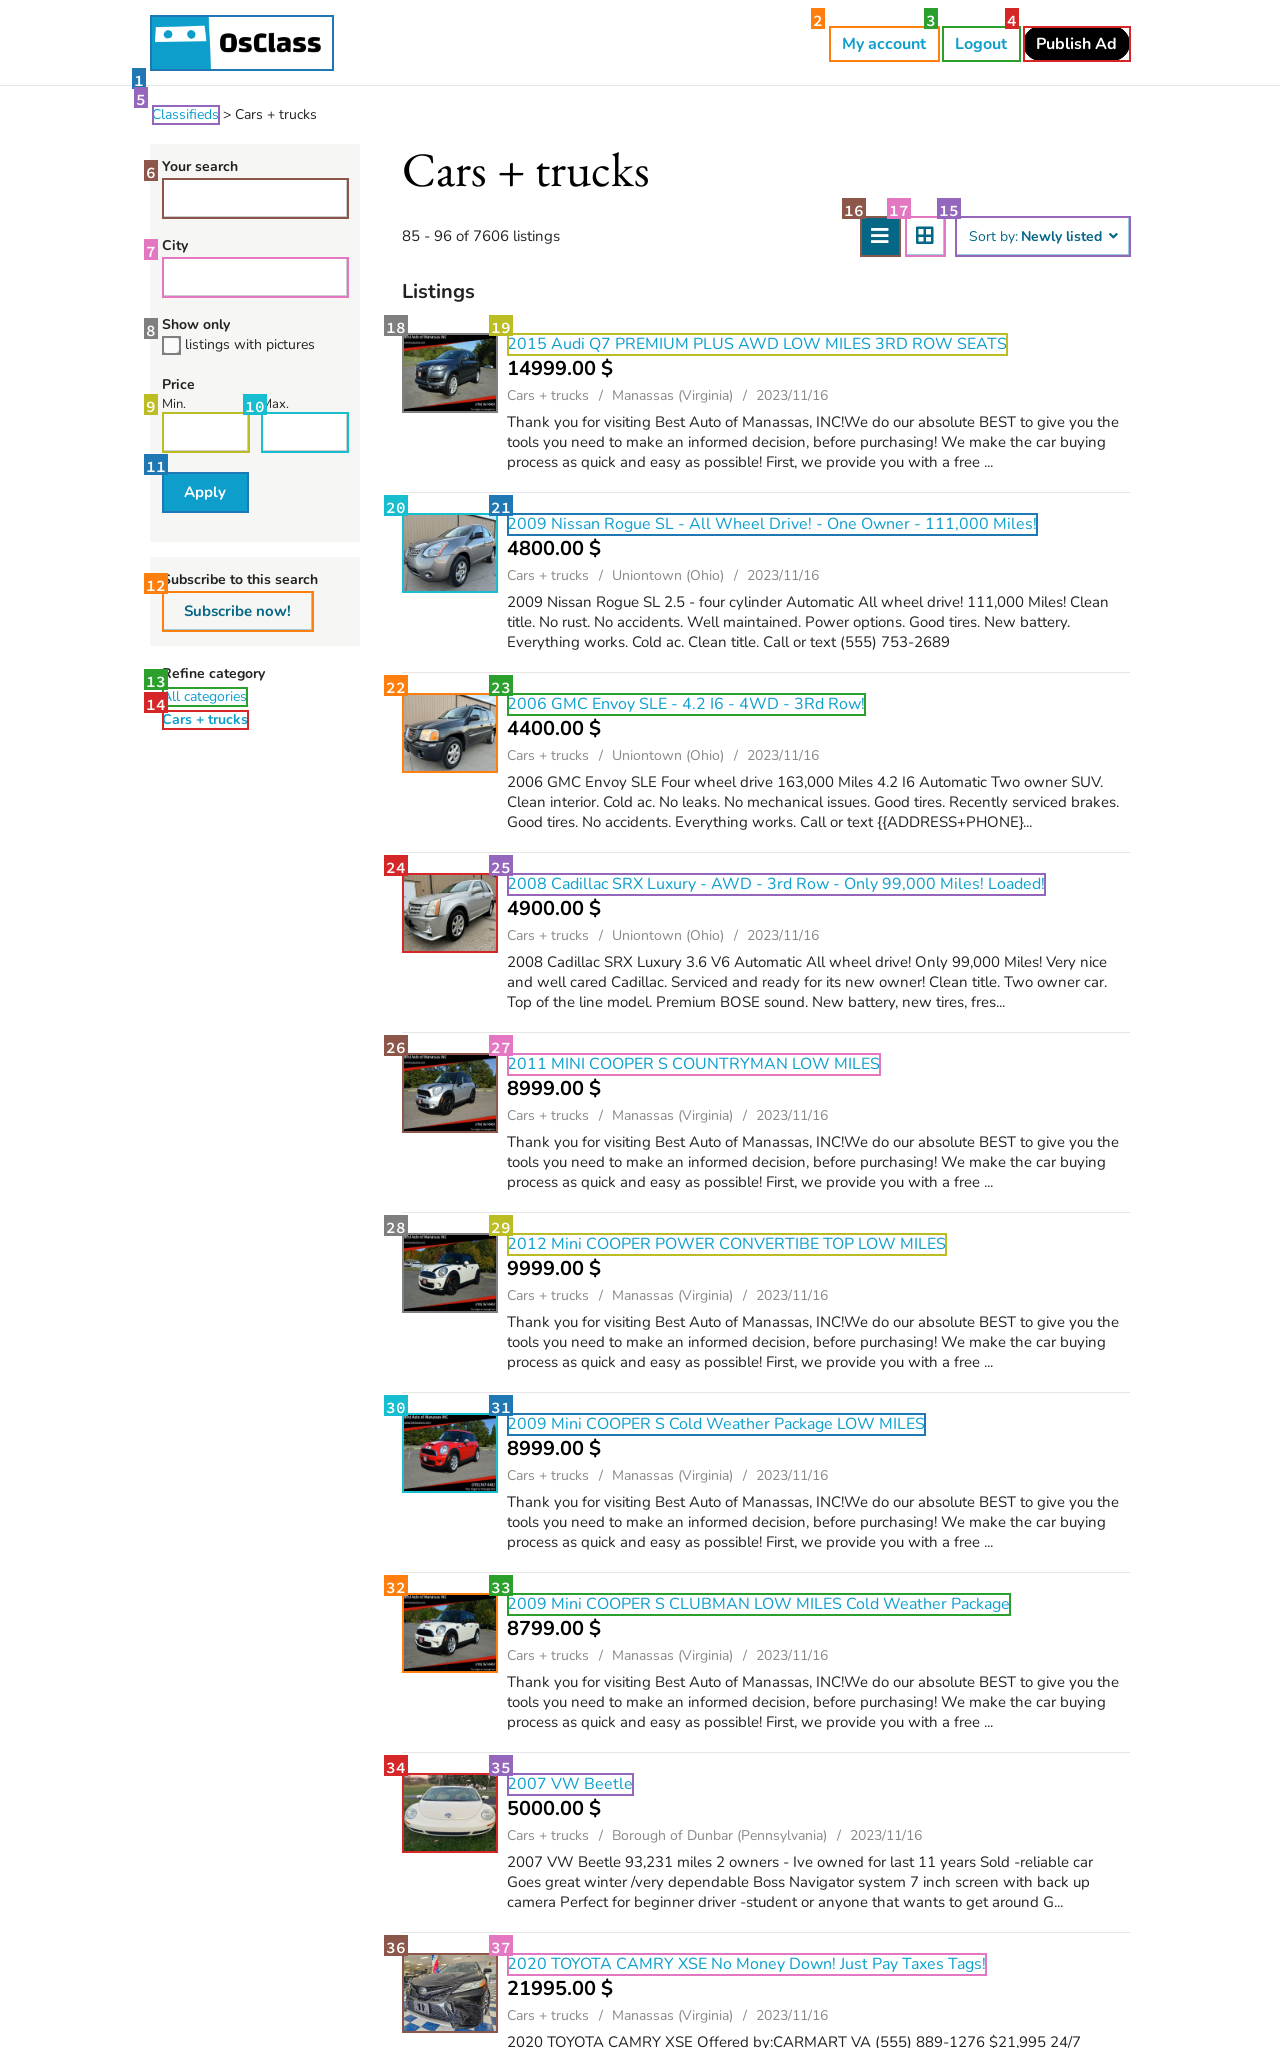 OsClass
2
My account
3
Logout
4
Publish Ad
1
5
Classifieds > Cars + trucks
6
Your search
7
City
8
Show only
listings with pictures
Price
9
Min.
10
Max.
11
Apply
12
Subscribe to this search
Subscribe now!
13
Refine category
All categories
14
Cars + trucks
Cars + trucks
85 - 96 of 7606 listings
16
17
15
Sort by: Newly listed
Listings
18
19
2015 Audi Q7 PREMIUM PLUS AWD LOW MILES 3RD ROW SEATS
14999.00 $
Cars + trucks / Manassas (Virginia) / 2023/11/16
Thank you for visiting Best Auto of Manassas, INC!We do our absolute BEST to give you the
tools you need to make an informed decision, before purchasing! We make the car buying
process as quick and easy as possible! First, we provide you with a free ...
20
21
2009 Nissan Rogue SL - All Wheel Drive! - One Owner - 111,000 Miles!
4800.00 $
Cars + trucks / Uniontown (Ohio) / 2023/11/16
2009 Nissan Rogue SL 2.5 - four cylinder Automatic All wheel drive! 111,000 Miles! Clean
title. No rust. No accidents. Well maintained. Power options. Good tires. New battery.
Everything works. Cold ac. Clean title. Call or text (555) 753-2689
22
23
2006 GMC Envoy SLE - 4.2 I6 - 4WD - 3Rd Row!
4400.00 $
Cars + trucks / Uniontown (Ohio) / 2023/11/16
2006 GMC Envoy SLE Four wheel drive 163,000 Miles 4.2 I6 Automatic Two owner SUV.
Clean interior. Cold ac. No leaks. No mechanical issues. Good tires. Recently serviced brakes.
Good tires. No accidents. Everything works. Call or text {{ADDRESS+PHONE}...
24
25
2008 Cadillac SRX Luxury - AWD - 3rd Row - Only 99,000 Miles! Loaded!
4900.00 $
Cars + trucks / Uniontown (Ohio) / 2023/11/16
2008 Cadillac SRX Luxury 3.6 V6 Automatic All wheel drive! Only 99,000 Miles! Very nice
and well cared Cadillac. Serviced and ready for its new owner! Clean title. Two owner car.
Top of the line model. Premium BOSE sound. New battery, new tires, fres...
26
27
2011 MINI COOPER S COUNTRYMAN LOW MILES
8999.00 $
Cars + trucks / Manassas (Virginia) / 2023/11/16
Thank you for visiting Best Auto of Manassas, INC!We do our absolute BEST to give you the
tools you need to make an informed decision, before purchasing! We make the car buying
process as quick and easy as possible! First, we provide you with a free ...
28
29
2012 Mini COOPER POWER CONVERTIBE TOP LOW MILES
9999.00 $
Cars + trucks / Manassas (Virginia) / 2023/11/16
Thank you for visiting Best Auto of Manassas, INC!We do our absolute BEST to give you the
tools you need to make an informed decision, before purchasing! We make the car buying
process as quick and easy as possible! First, we provide you with a free ...
30
31
2009 Mini COOPER S Cold Weather Package LOW MILES
8999.00 $
Cars + trucks / Manassas (Virginia) / 2023/11/16
Thank you for visiting Best Auto of Manassas, INC!We do our absolute BEST to give you the
tools you need to make an informed decision, before purchasing! We make the car buying
process as quick and easy as possible! First, we provide you with a free ...
32
33
2009 Mini COOPER S CLUBMAN LOW MILES Cold Weather Package
8799.00 $
Cars + trucks / Manassas (Virginia) / 2023/11/16
Thank you for visiting Best Auto of Manassas, INC!We do our absolute BEST to give you the
tools you need to make an informed decision, before purchasing! We make the car buying
process as quick and easy as possible! First, we provide you with a free ...
34
35
2007 VW Beetle
5000.00 $
Cars + trucks / Borough of Dunbar (Pennsylvania) / 2023/11/16
2007 VW Beetle 93,231 miles 2 owners - Ive owned for last 11 years Sold -reliable car
Goes great winter /very dependable Boss Navigator system 7 inch screen with back up
camera Perfect for beginner driver -student or anyone that wants to get around G...
36
37
2020 TOYOTA CAMRY XSE No Money Down! Just Pay Taxes Tags!
21995.00 $
Cars + trucks / Manassas (Virginia) / 2023/11/16
2020 TOYOTA CAMRY XSE Offered by:CARMART VA (555) 889-1276 $21,995 24/7